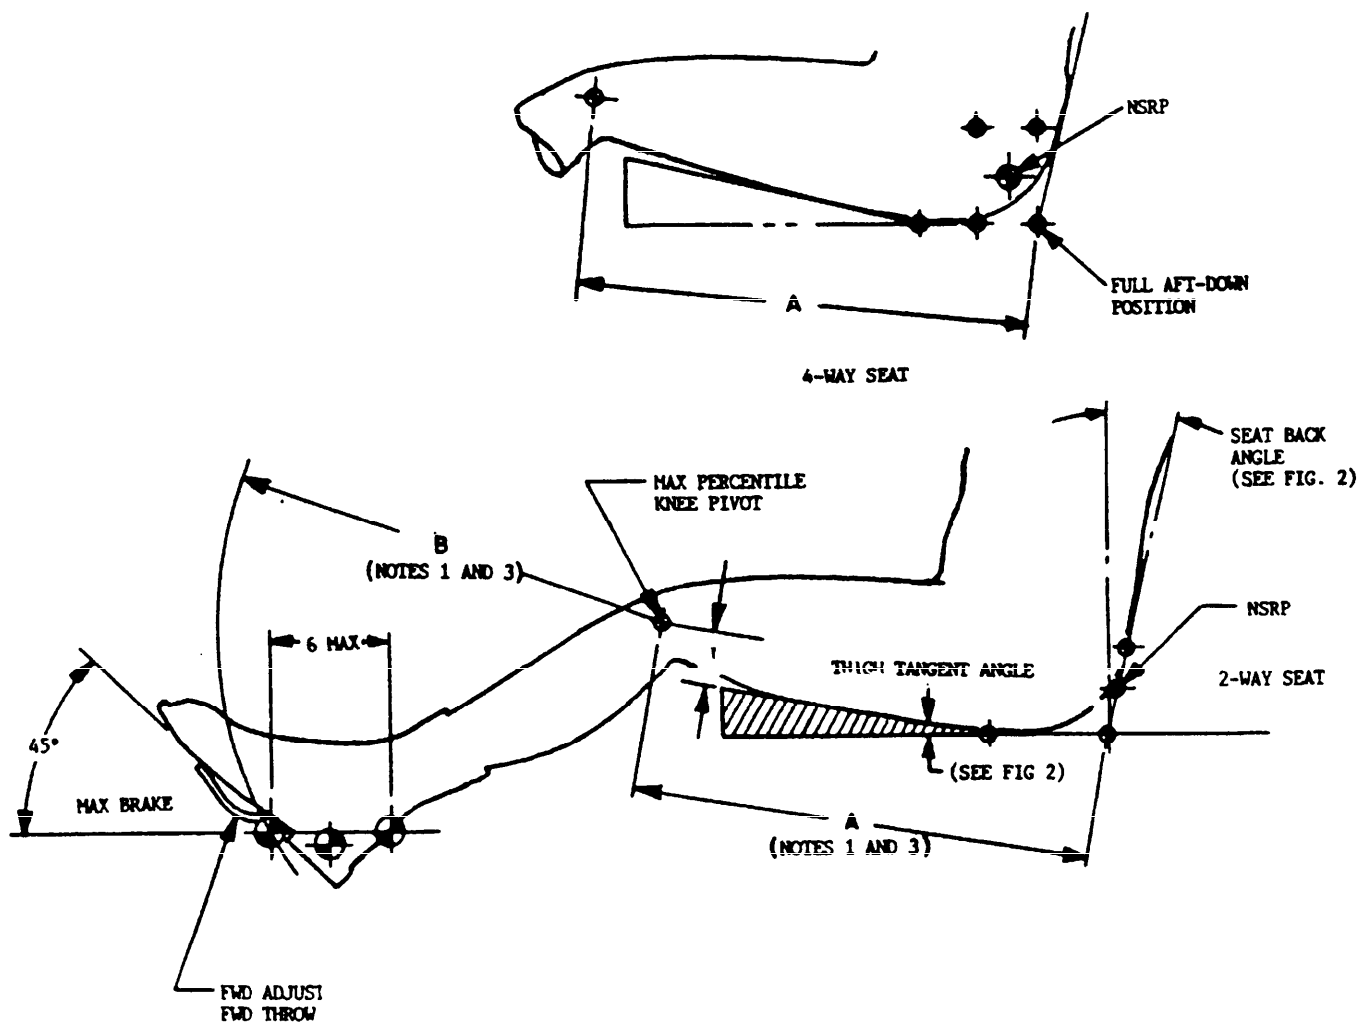 NSRP
FULL AFT-DOWN
POSITION
A
4-WAY SEAT
SEAT BACK
ANGLE
(SEE FIG. 2)
MAX PERCENTILE
KNEE PIVOT
B
(NOTES 1 AND 3)
NSRP
6 MAX
THIGH TANGENT ANGLE
2-WAY SEAT
45°
(SEE FIG 2)
MAX BRAKE
A
(NOTES 1 AND 3)
FWD ADJUST
FWD THROW